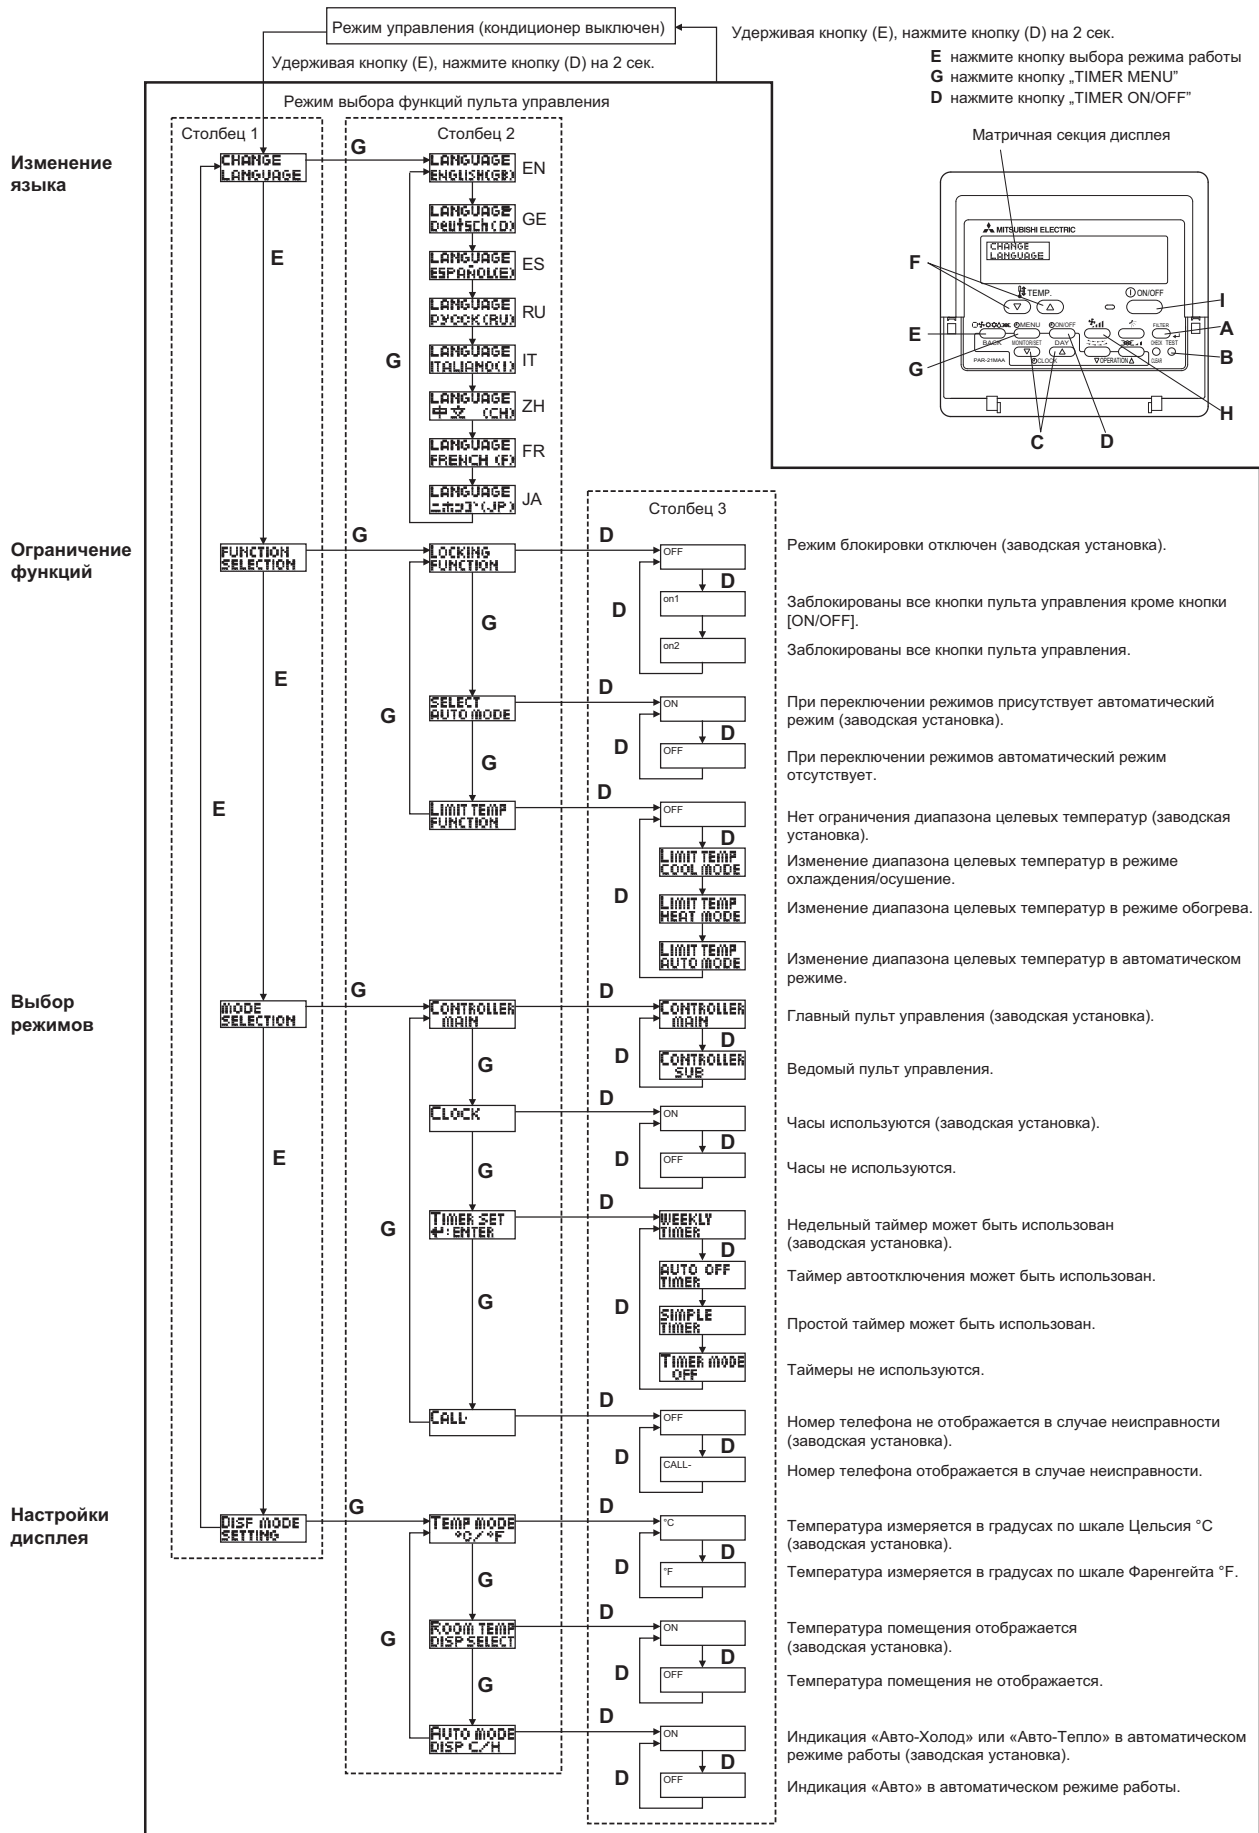 Режим управления (кондиционер выключен)
Удерживая кнопку (E), нажмите кнопку (D) на 2 сек.
Удерживая кнопку (E), нажмите кнопку (D) на 2 сек.
E нажмите кнопку выбора режима работы
G нажмите кнопку „TIMER MENU”
D нажмите кнопку „TIMER ON/OFF”
Матричная секция дисплея
MITSUBISHI ELECTRIC
CHANGE
LANGUAGE
F
TEMP.
ON/OFF
I
E
MENU
ON/OFF
FILTER
A
BACK
MONITOR/SET
DAY
CHECK TEST
B
PAR-21MAA
CLOCK
OPERATION
CLEAR
G
H
C
D
Режим выбора функций пульта управления
Столбец 1
Столбец 2
Изменение
языка
CHANGE
LANGUAGE
G
LANGUAGE
ENGLISH(GB)
EN
LANGUAGE
Deutsch(D)
GE
E
LANGUAGE
ESPAÑOL(E)
ES
LANGUAGE
РУССК(RU)
RU
G
LANGUAGE
ITALIANO(I)
IT
LANGUAGE
中文 (CH)
ZH
LANGUAGE
FRENCH (F)
FR
LANGUAGE
ニホンゴ(JP)
JA
Столбец 3
Ограничение
функций
FUNCTION
SELECTION
G
LOCKING
FUNCTION
D
OFF
Режим блокировки отключен (заводская установка).
D
D
on1
Заблокированы все кнопки пульта управления кроме кнопки
[ON/OFF].
G
on2
Заблокированы все кнопки пульта управления.
E
G
SELECT
AUTO MODE
D
ON
При переключении режимов присутствует автоматический
режим (заводская установка).
D
D
OFF
При переключении режимов автоматический режим
отсутствует.
G
E
LIMIT TEMP
FUNCTION
D
OFF
Нет ограничения диапазона целевых температур (заводская
установка).
D
LIMIT TEMP
COOL MODE
Изменение диапазона целевых температур в режиме
охлаждения/осушение.
D
LIMIT TEMP
HEAT MODE
Изменение диапазона целевых температур в режиме обогрева.
LIMIT TEMP
AUTO MODE
Изменение диапазона целевых температур в автоматическом
режиме.
Выбор
режимов
MODE
SELECTION
G
CONTROLLER
MAIN
D
CONTROLLER
MAIN
Главный пульт управления (заводская установка).
D
D
G
CONTROLLER
SUB
Ведомый пульт управления.
CLOCK
D
ON
Часы используются (заводская установка).
D
D
E
G
OFF
Часы не используются.
G
TIMER SET
↵:ENTER
D
WEEKLY
TIMER
Недельный таймер может быть использован
(заводская установка).
D
AUTO OFF
TIMER
Таймер автоотключения может быть использован.
G
D
SIMPLE
TIMER
Простой таймер может быть использован.
TIMER MODE
OFF
Таймеры не используются.
CALL-
D
OFF
Номер телефона не отображается в случае неисправности
(заводская установка).
D
D
CALL-
Номер телефона отображается в случае неисправности.
Настройки
дисплея
DISP MODE
SETTING
G
TEMP MODE
°C/°F
D
°C
Температура измеряется в градусах по шкале Цельсия °C
(заводская установка).
D
D
G
°F
Температура измеряется в градусах по шкале Фаренгейта °F.
G
ROOM TEMP
DISP SELECT
D
ON
Температура помещения отображается
(заводская установка).
D
D
G
OFF
Температура помещения не отображается.
AUTO MODE
DISP C/H
D
ON
Индикация «Авто-Холод» или «Авто-Тепло» в автоматическом
режиме работы (заводская установка).
D
D
OFF
Индикация «Авто» в автоматическом режиме работы.